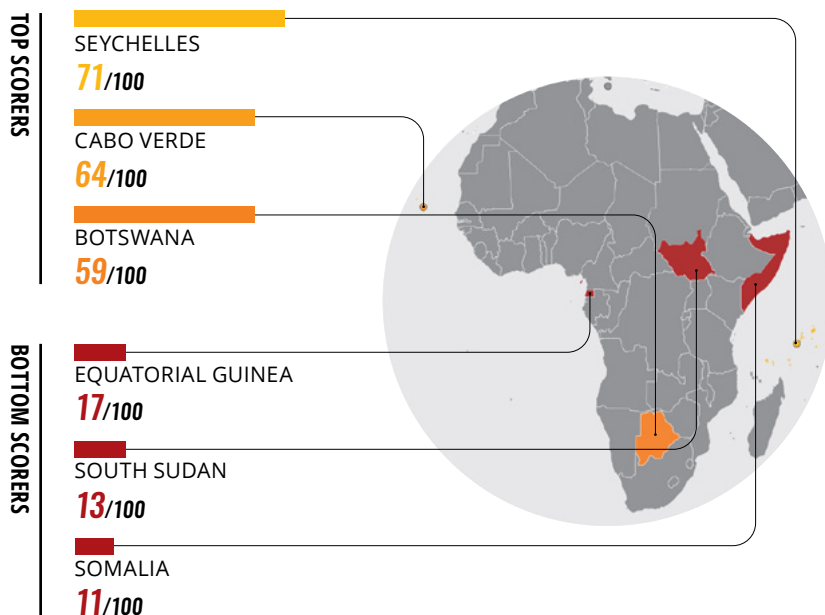 TOP SCORERS
SEYCHELLES
71/100
CABO VERDE
64/100
BOTSWANA
59/100
BOTTOM SCORERS
EQUATORIAL GUINEA
17/100
SOUTH SUDAN
13/100
SOMALIA
11/100